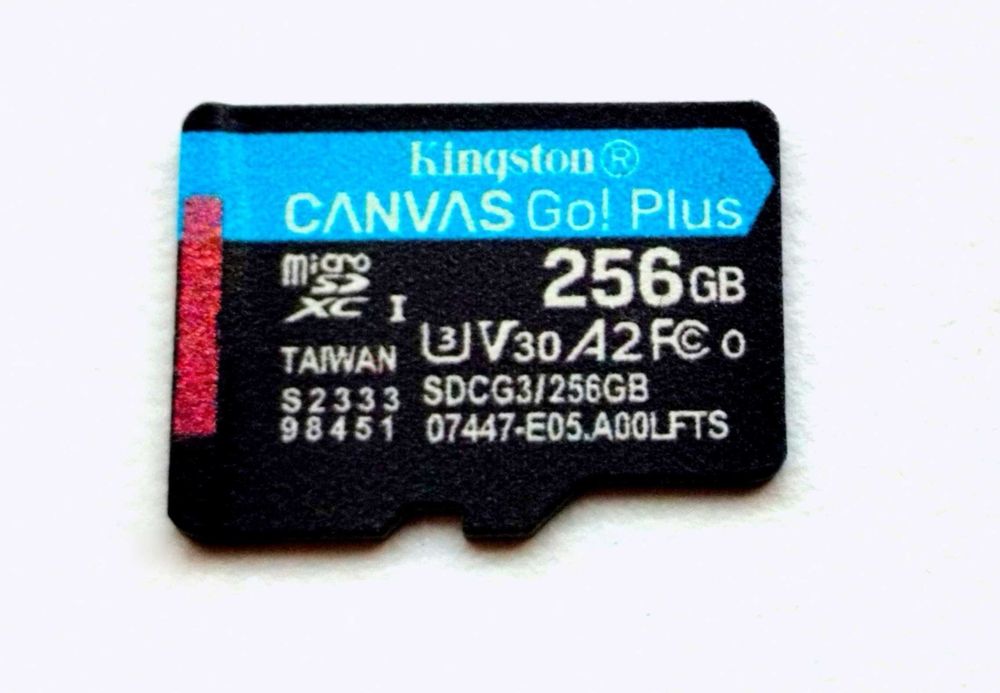 Kingston®
CANVAS Go! Plus
micro SD XC I
256GB
U3 V30 A2 FC O
TAIWAN
SDCG3/256GB
S2333
98451
07447-E05.A00LFTS